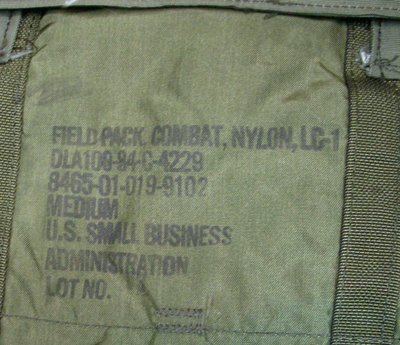 FIELD PACK, COMBAT, NYLON, LC-1
DLA100-84-C-4229
8465-01-019-9102
MEDIUM
U.S. SMALL BUSINESS
ADMINISTRATION
LOT NO.